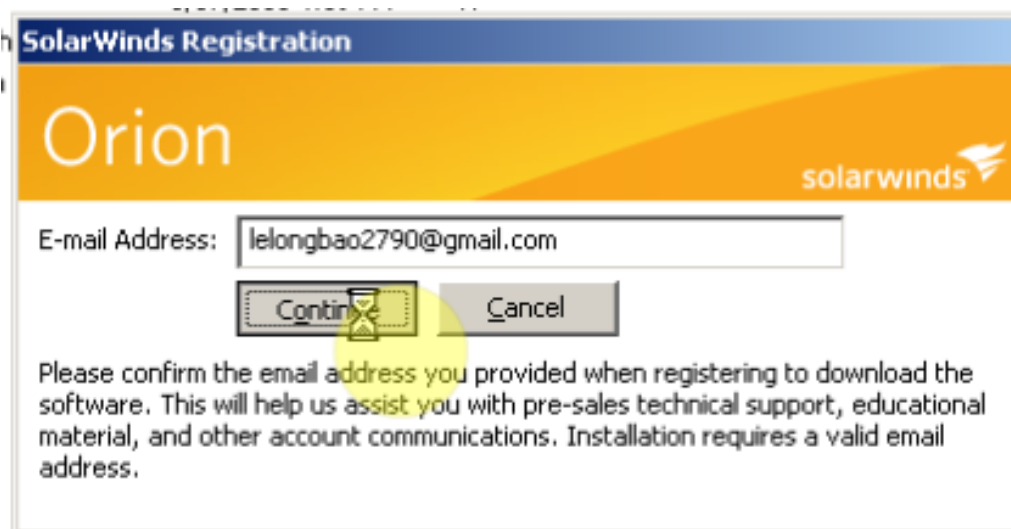 SolarWinds Registration
Orion
solarwinds
E-mail Address: lelongbao2790@gmail.com
Continue Cancel
Please confirm the email address you provided when registering to download the
software. This will help us assist you with pre-sales technical support, educational
material, and other account communications. Installation requires a valid email
address.